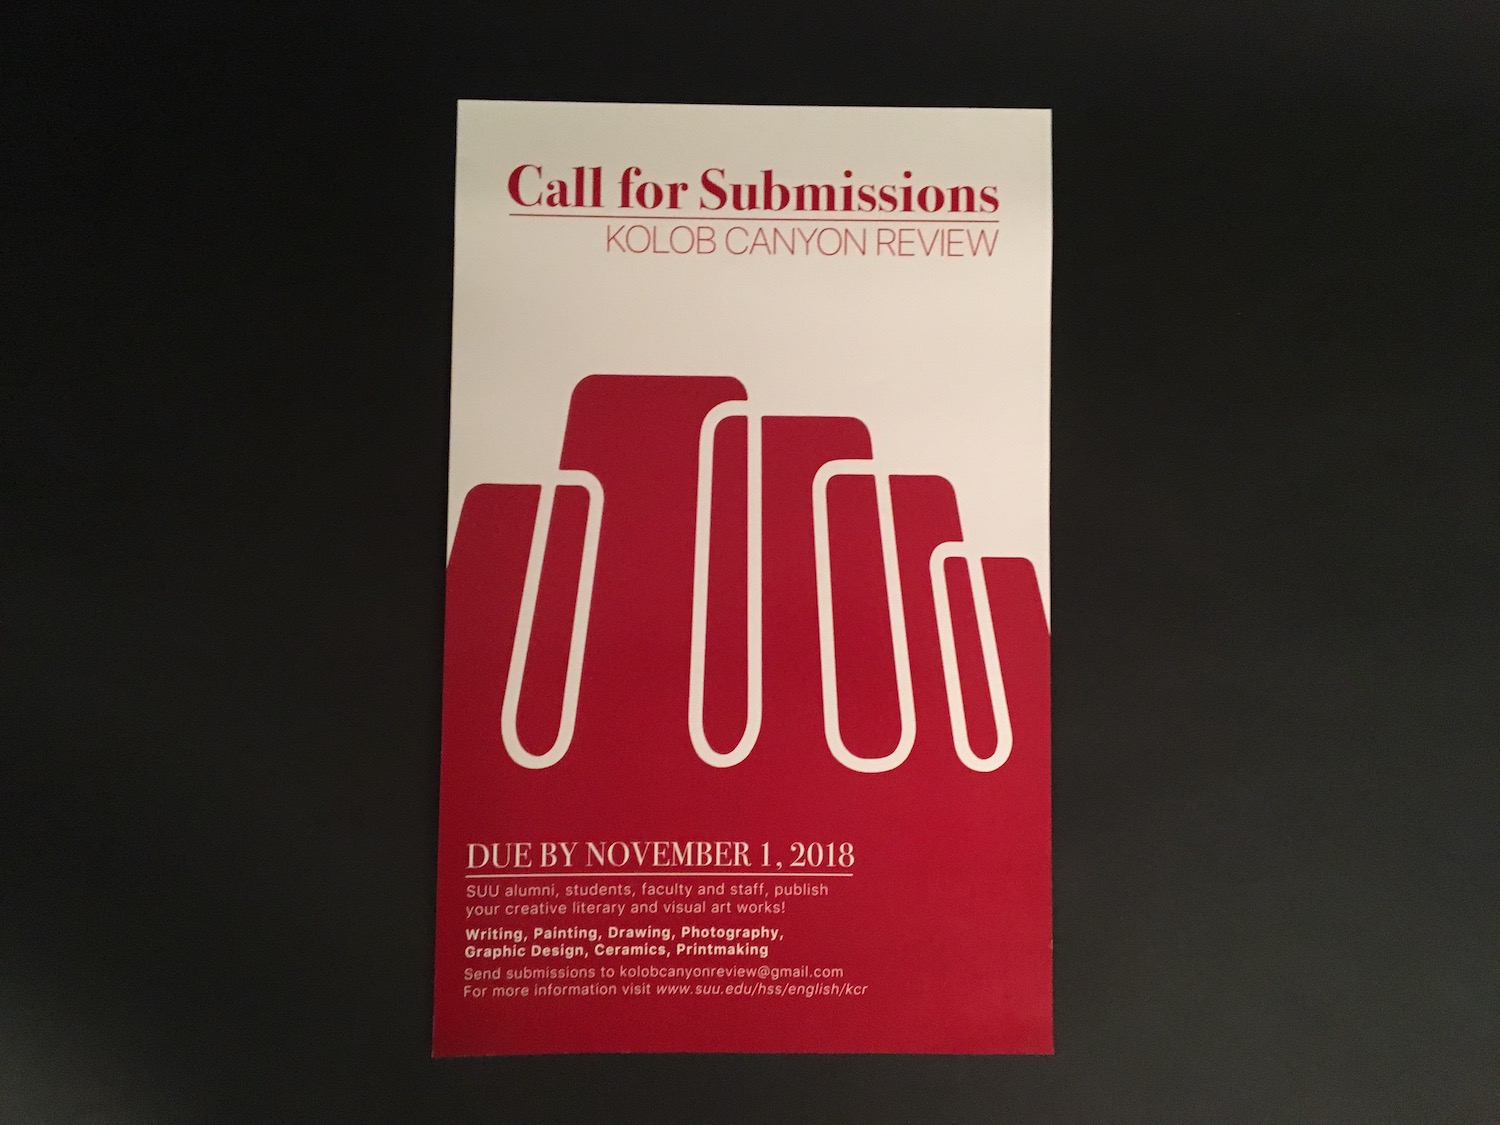 Call for Submissions
KOLOB CANYON REVIEW
DUE BY NOVEMBER 1, 2018
SUU alumni, students, faculty and staff, publish
your creative literary and visual art works!
Writing, Painting, Drawing, Photography,
Graphic Design, Ceramics, Printmaking
Send submissions to kolobcanyonreview@gmail.com
For more information visit www.suu.edu/hss/english/kcr